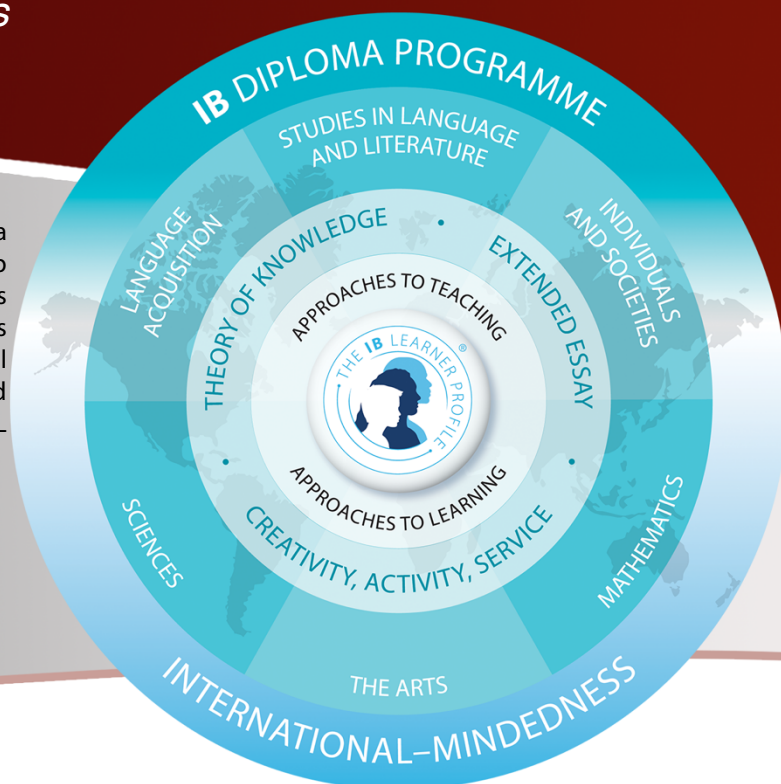 s
IB DIPLOMA PROGRAMME
STUDIES IN LANGUAGE
AND LITERATURE
LANGUAGE
ACQUISITION
INDIVIDUALS
AND SOCIETIES
THEORY OF KNOWLEDGE
•
EXTENDED ESSAY
APPROACHES TO TEACHING
THE IB LEARNER PROFILE®
APPROACHES TO LEARNING
•
CREATIVITY, ACTIVITY, SERVICE
•
SCIENCES
MATHEMATICS
THE ARTS
INTERNATIONAL–MINDEDNESS
a
s
s
l
d
–